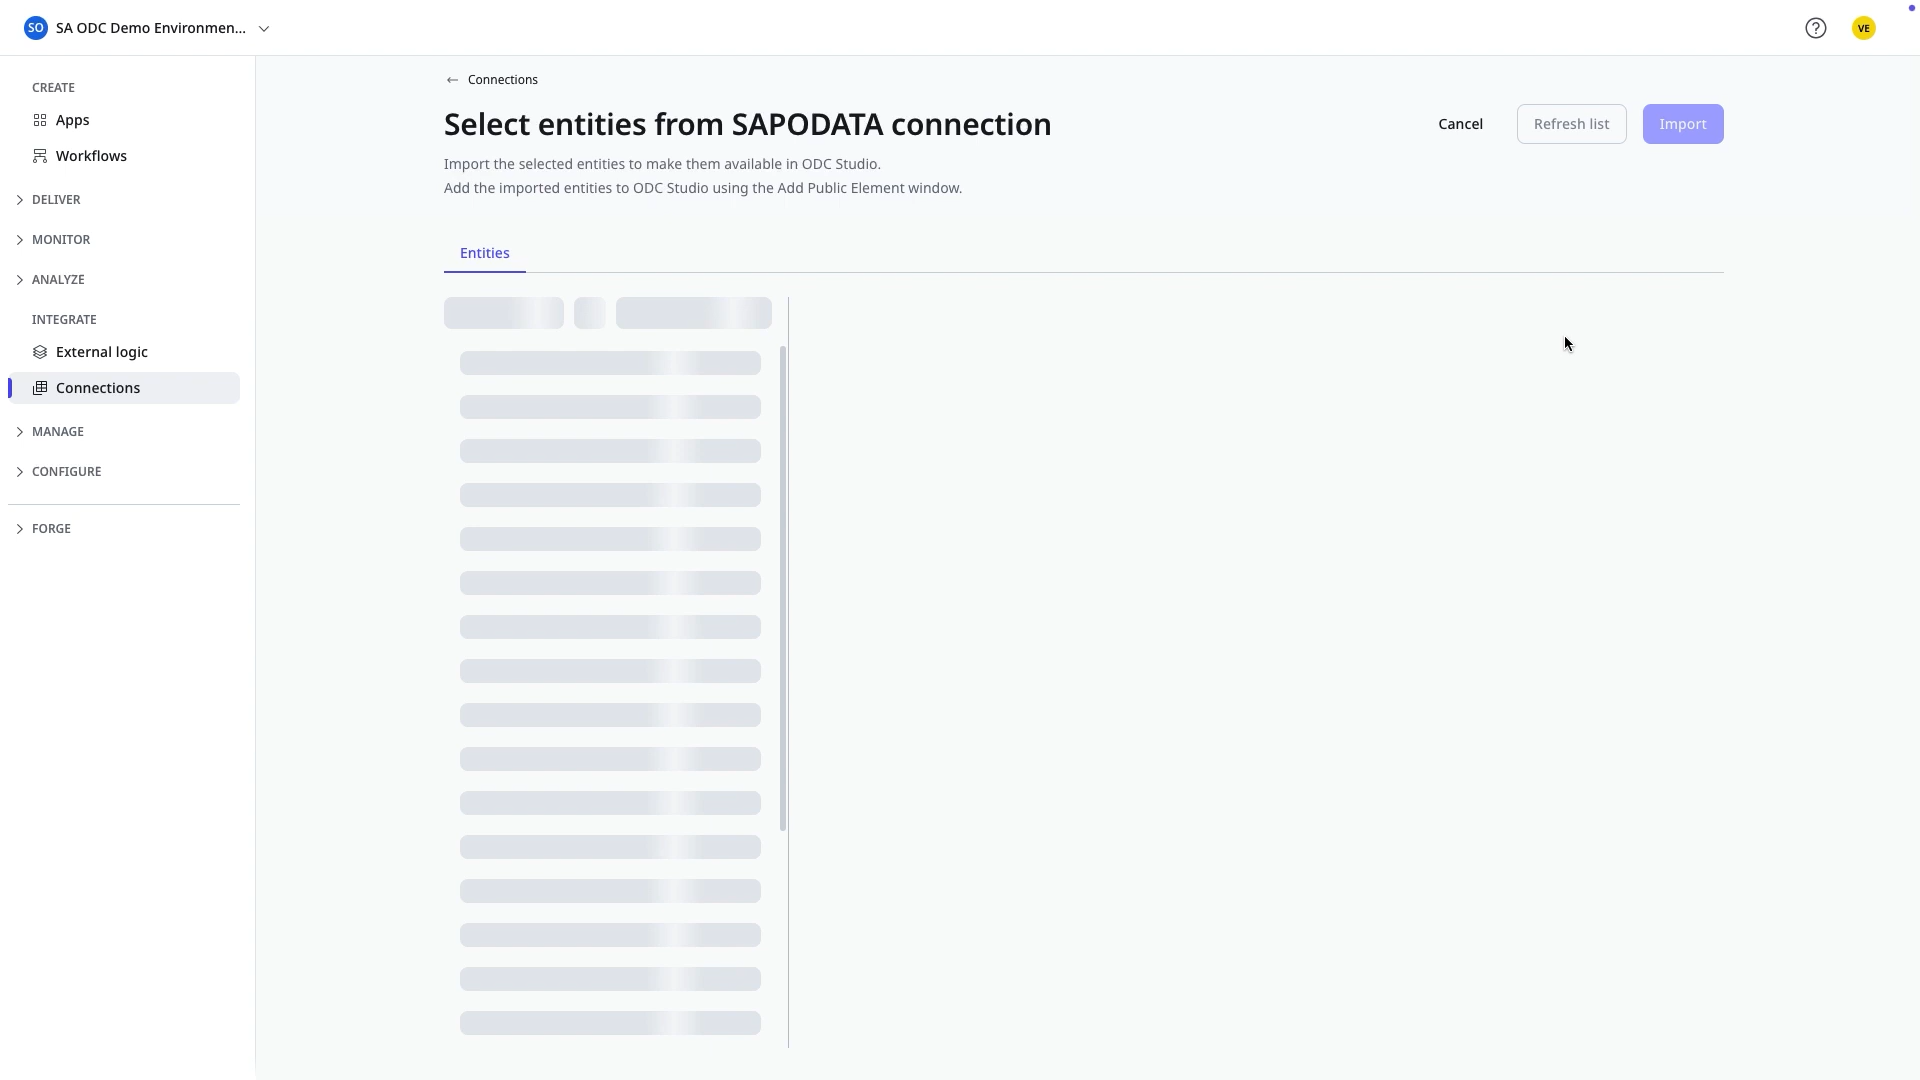 SO SA ODC Demo Environmen...
VE
CREATE
Apps
Workflows
DELIVER
MONITOR
ANALYZE
INTEGRATE
External logic
Connections
MANAGE
CONFIGURE
FORGE
← Connections
Select entities from SAPODATA connection
Cancel
Refresh list
Import
Import the selected entities to make them available in ODC Studio.
Add the imported entities to ODC Studio using the Add Public Element window.
Entities